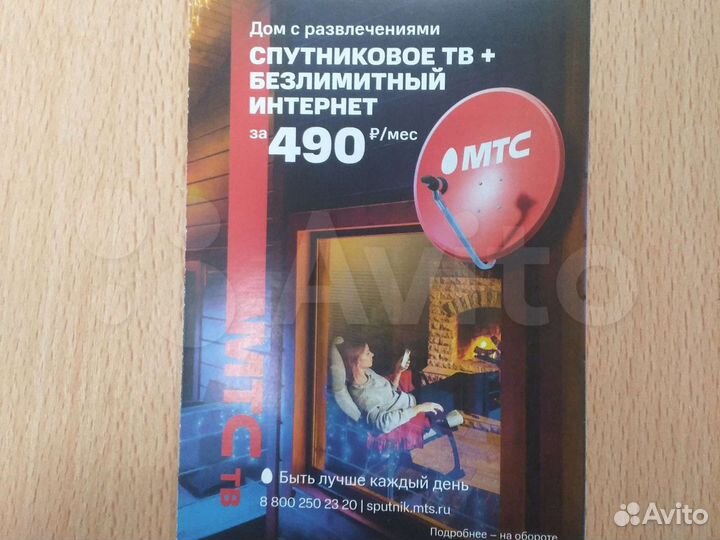 Дом с развлечениями
СПУТНИКОВОЕ ТВ +
БЕЗЛИМИТНЫЙ
ИНТЕРНЕТ
за 490 ₽/мес
МТС
МТС ТВ
Быть лучше каждый день
8 800 250 23 20 | sputnik.mts.ru
Подробнее – на обороте
Avito
Avito